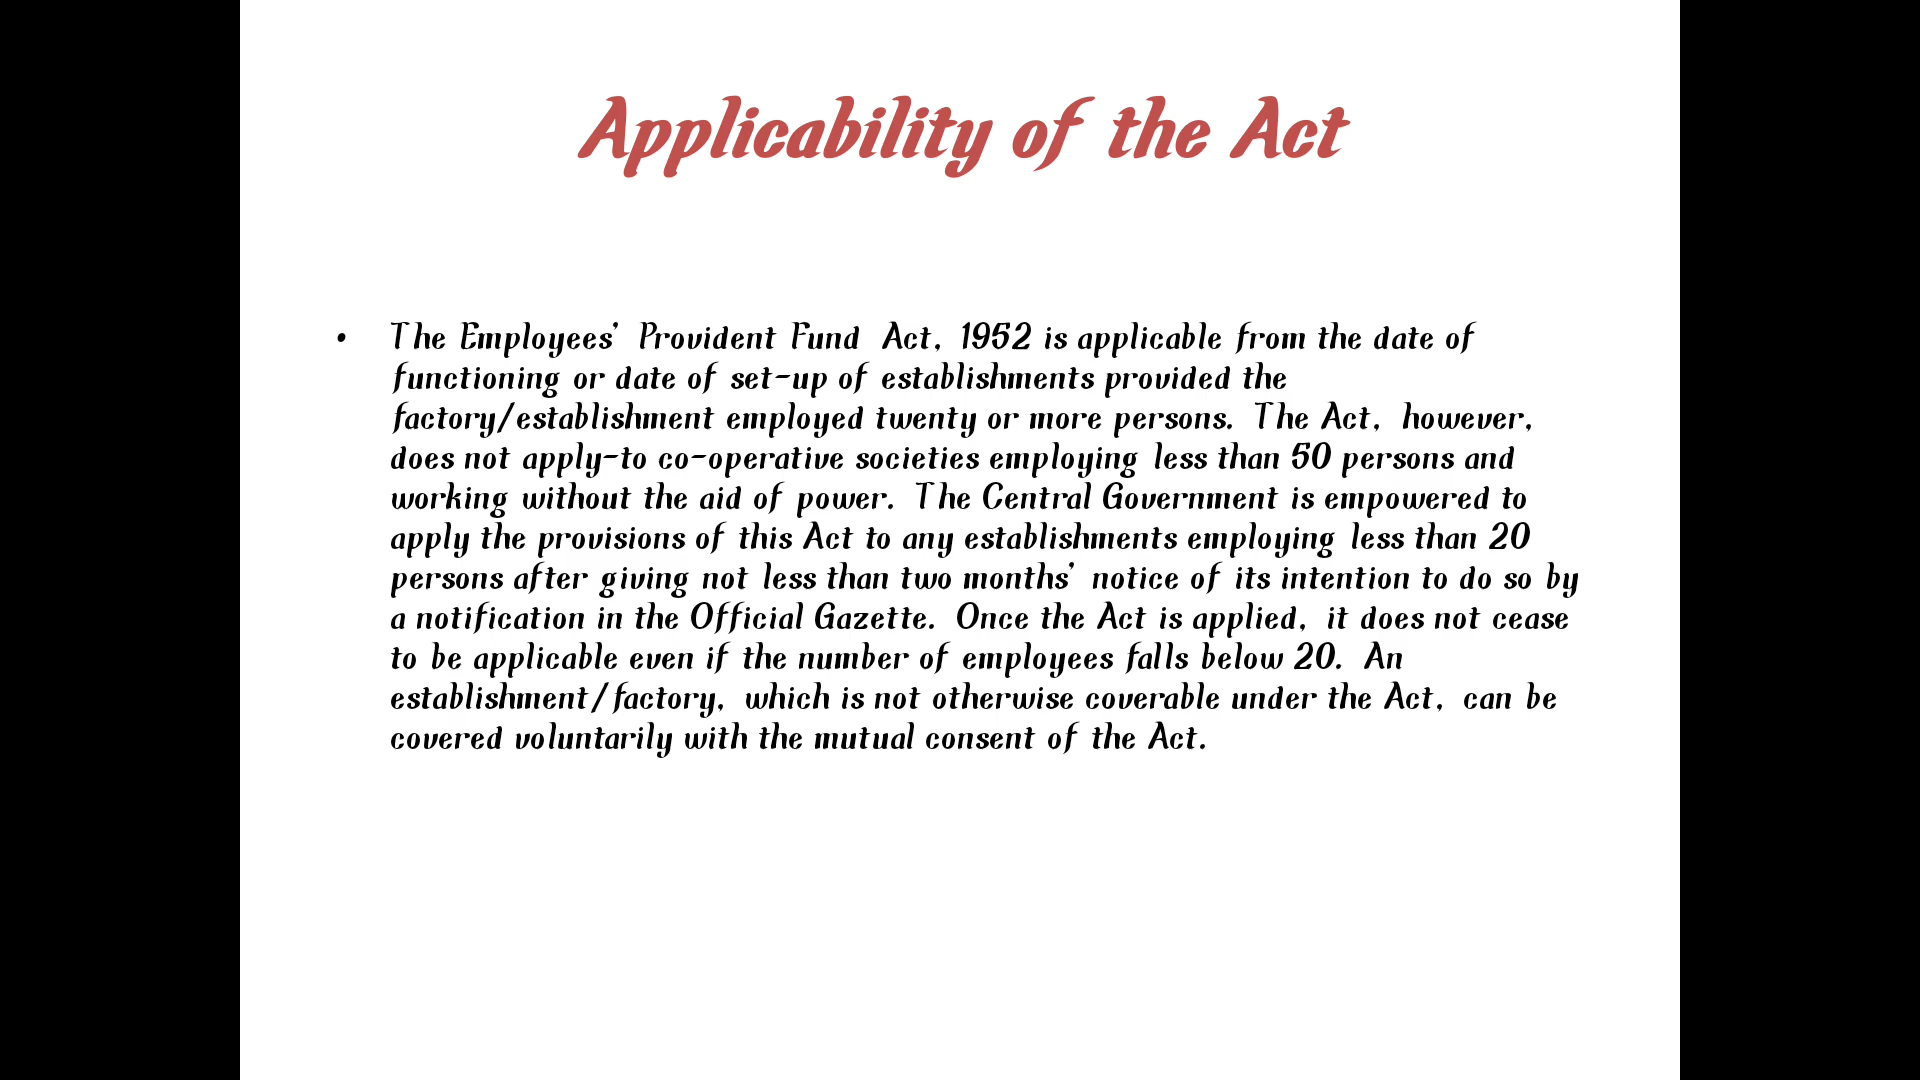 Applicability of the Act
• The Employees' Provident Fund Act, 1952 is applicable from the date of
functioning or date of set-up of establishments provided the
factory/establishment employed twenty or more persons. The Act, however,
does not apply-to co-operative societies employing less than 50 persons and
working without the aid of power. The Central Government is empowered to
apply the provisions of this Act to any establishments employing less than 20
persons after giving not less than two months' notice of its intention to do so by
a notification in the Official Gazette. Once the Act is applied, it does not cease
to be applicable even if the number of employees falls below 20. An
establishment/factory, which is not otherwise coverable under the Act, can be
covered voluntarily with the mutual consent of the Act.